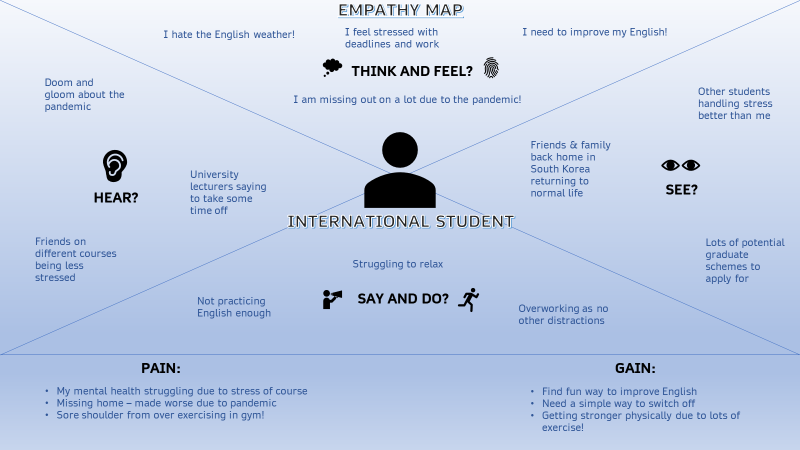 EMPATHY MAP
I hate the English weather!
I feel stressed with
deadlines and work
I need to improve my English!
THINK AND FEEL?
I am missing out on a lot due to the pandemic!
Doom and
gloom about the
pandemic
HEAR?
University
lecturers saying
to take some
time off
Friends on
different courses
being less
stressed
Other students
handling stress
better than me
Friends & family
back home in
South Korea
returning to
normal life
SEE?
Lots of potential
graduate
schemes to
apply for
INTERNATIONAL STUDENT
Struggling to relax
Not practicing
English enough
SAY AND DO?
Overworking as no
other distractions
PAIN:
• My mental health struggling due to stress of course
• Missing home – made worse due to pandemic
• Sore shoulder from over exercising in gym!
GAIN:
• Find fun way to improve English
• Need a simple way to switch off
• Getting stronger physically due to lots of
exercise!